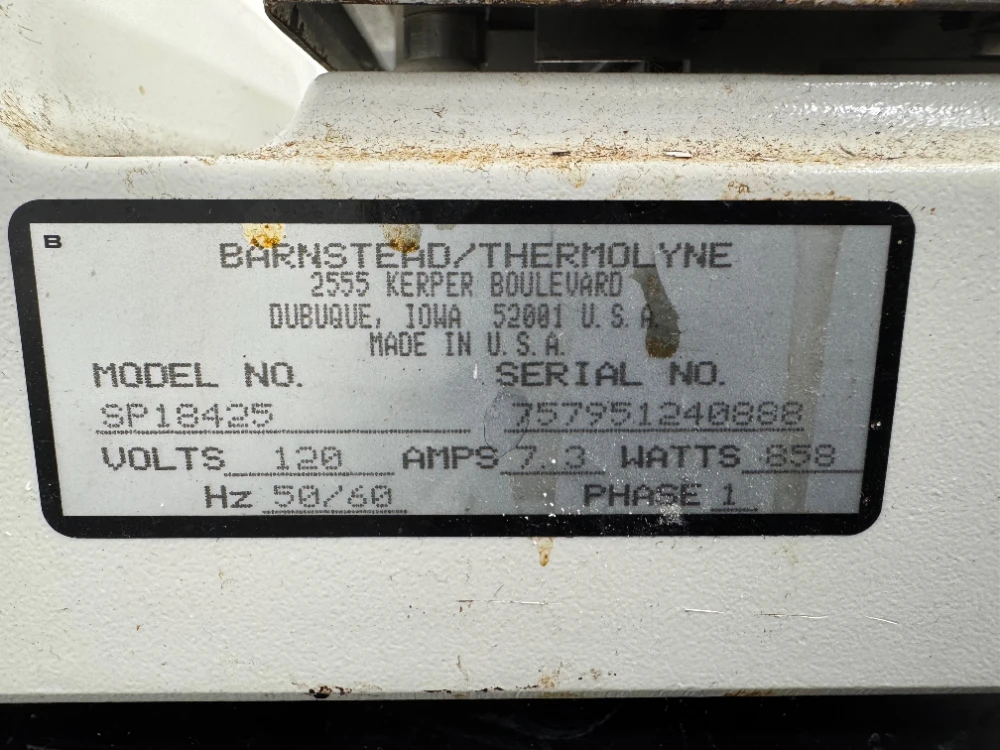 B
BARNSTEAD/THERMOLYNE
2555 KERPER BOULEVARD
DUBUQUE, IOWA 52001 U.S.A.
MADE IN U.S.A.
MODEL NO. SERIAL NO.
SP18425 757951240888
VOLTS 120 AMPS 7.3 WATTS 858
Hz 50/60 PHASE 1